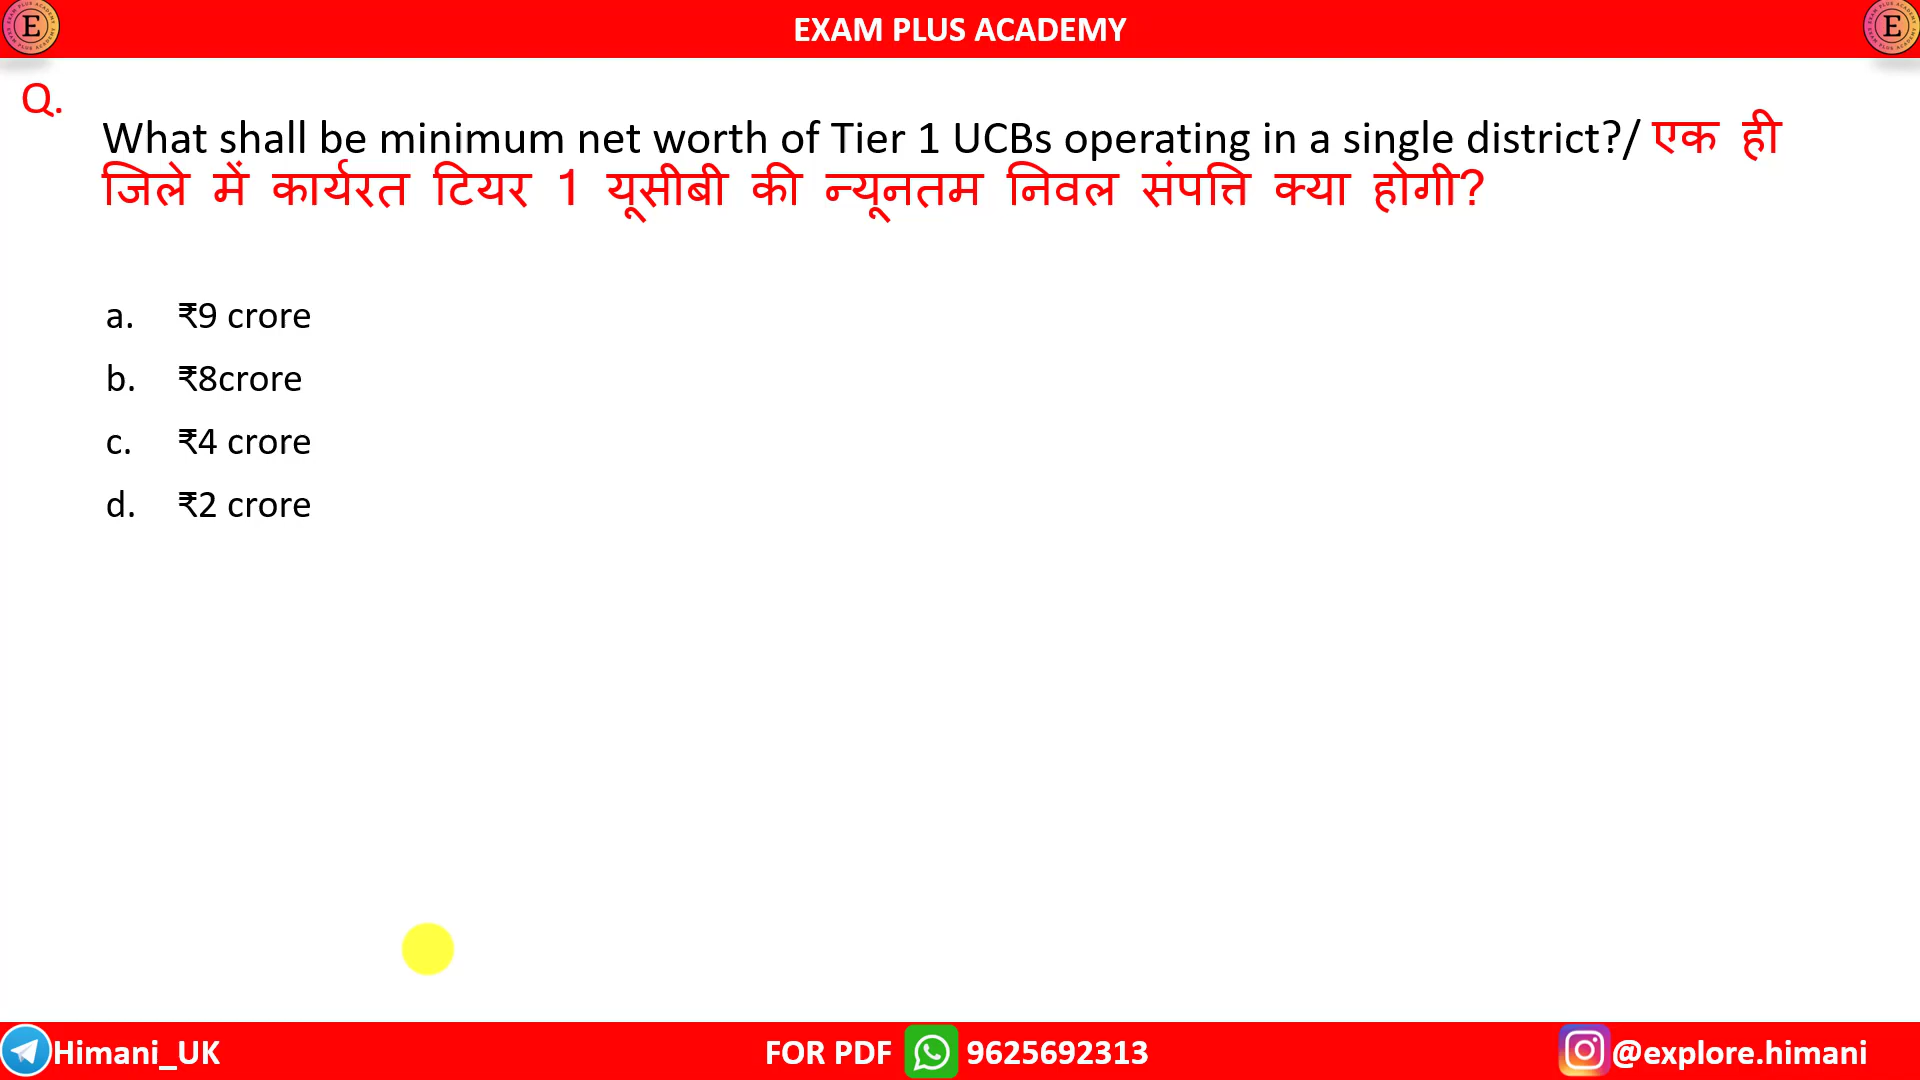 EXAM PLUS ACADEMY
E
E
Q.
What shall be minimum net worth of Tier 1 UCBs operating in a single district?/ एक ही
जिले में कार्यरत टियर 1 यूसीबी की न्यूनतम निवल संपत्ति क्या होगी?
a. ₹9 crore
b. ₹8crore
c. ₹4 crore
d. ₹2 crore
Himani_UK
FOR PDF 9625692313
@explore.himani